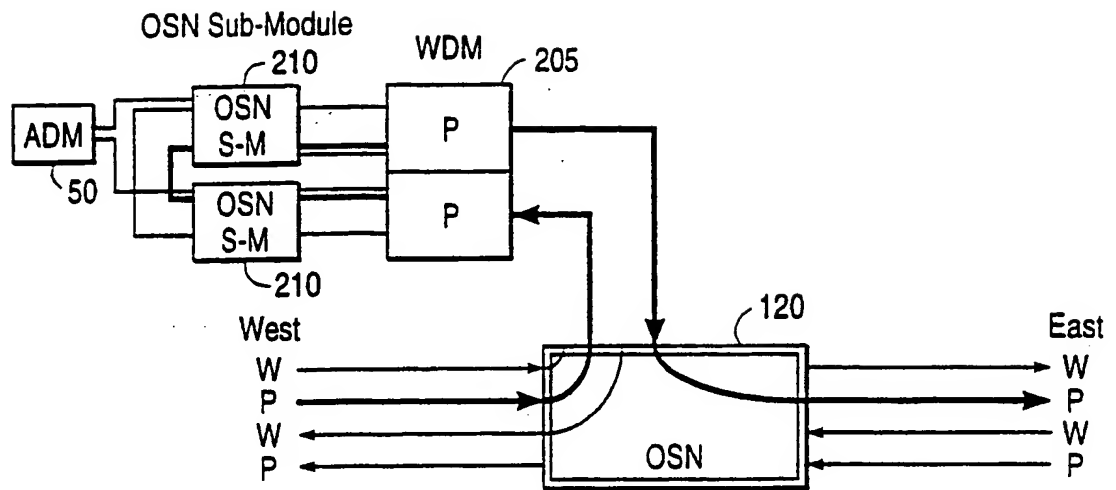 OSN Sub-Module
WDM
210
205
OSN
S-M
P
ADM
50
OSN
S-M
P
210
120
West
East
W
W
P
P
W
W
P
P
OSN